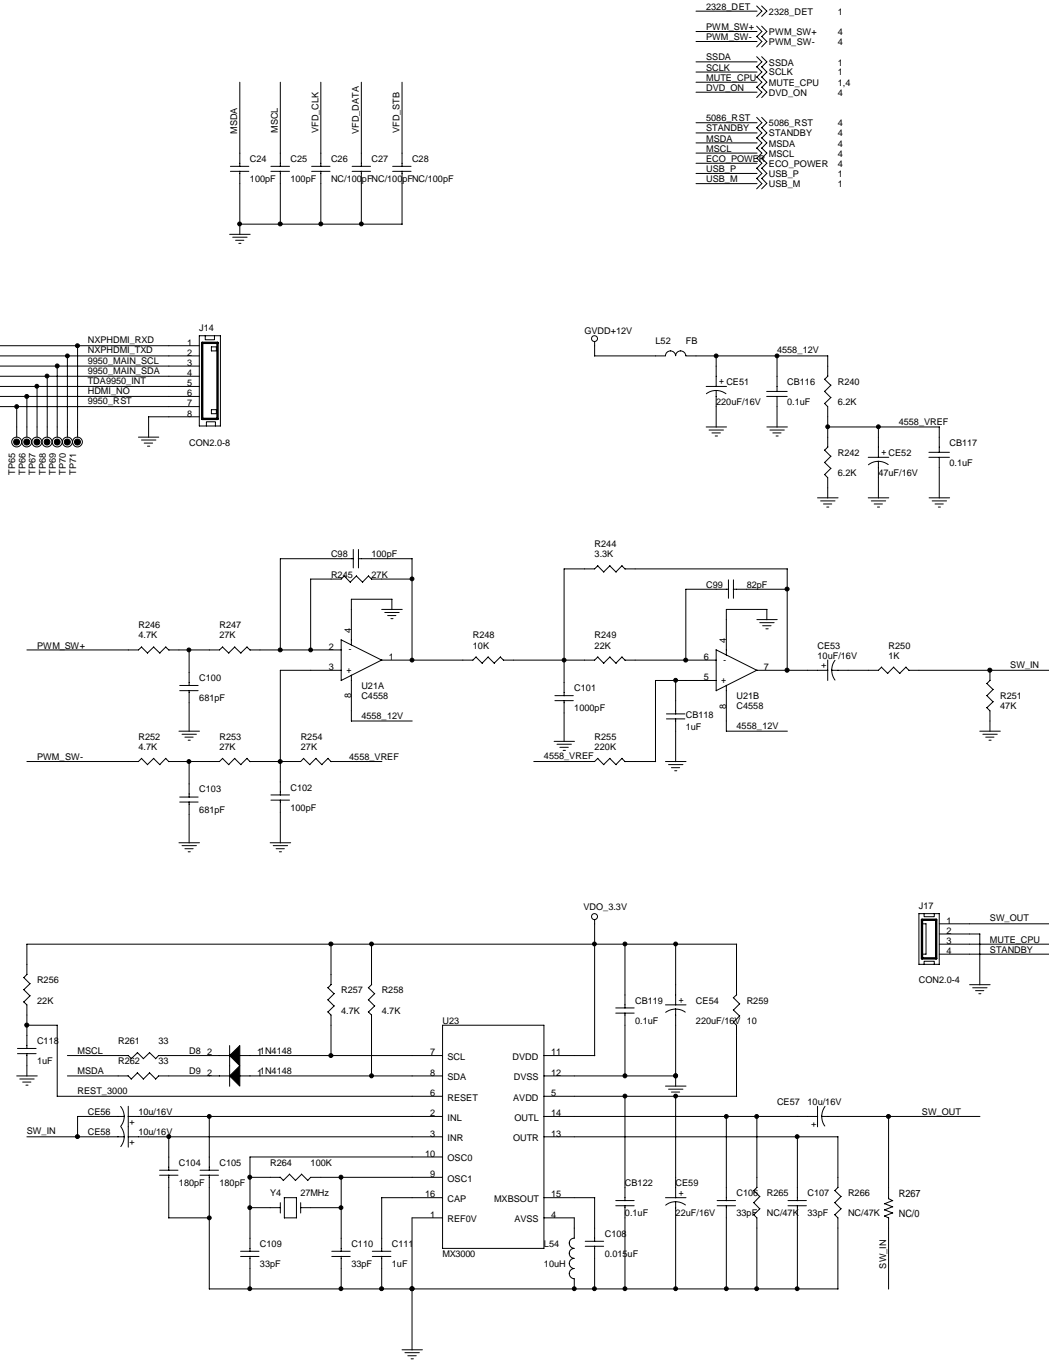 2328_DET 2328_DET 1
PWM_SW+ PWM_SW+ 4
PWM_SW- PWM_SW- 4
SSDA SSDA 1
SCLK SCLK 1
MUTE_CPU MUTE_CPU 1,4
DVD_ON DVD_ON 4
5086_RST 5086_RST 4
STANDBY STANDBY 4
MSDA MSDA 4
MSCL MSCL 4
ECO_POWER ECO_POWER 4
USB_P USB_P 1
USB_M USB_M 1
MSDA MSCL VFD_CLK VFD_DATA VFD_STB
C24 C25 C26 C27 C28
100pF 100pF NC/100pF NC/100pF NC/100pF
J14
NXPHDMI_RXD 1
NXPHDMI_TXD 2
9950_MAIN_SCL 3
9950_MAIN_SDA 4
TDA9950_INT 5
HDMI_NO 6
9950_RST 7
8
CON2.0-8
TP65 TP66 TP67 TP68 TP69 TP70 TP71
GVDD+12V
L52 FB
4558_12V
+ CE51 CB116 R240
220uF/16V 0.1uF 6.2K
4558_VREF
R242 + CE52 CB117
6.2K 47uF/16V 0.1uF
C98 100pF
R245 27K
R246 R247
4.7K 27K
PWM_SW+
4
2 -
3 +
1
8
U21A
C4558
4558_12V
C100
681pF
R248
10K
R244
3.3K
C99 82pF
R249
22K
4
6 -
5 +
7
8
U21B
C4558
4558_12V
C101
1000pF
CB118
1uF
R255
220K
4558_VREF
CE53
10uF/16V
+
R250
1K
SW_IN
R251
47K
R252 R253 R254
4.7K 27K 27K
PWM_SW- 4558_VREF
C103 C102
681pF 100pF
VDO_3.3V
J17
1 SW_OUT
2
3 MUTE_CPU
4 STANDBY
CON2.0-4
R256
22K
R257 R258
4.7K 4.7K
CB119 CE54 + R259
0.1uF 220uF/16V 10
C118
1uF
U23
MSCL R261 33 D8 2 1 1N4148 7 SCL DVDD 11
MSDA R262 33 D9 2 1 1N4148 8 SDA DVSS 12
REST_3000 6 RESET AVDD 5
CE56 10u/16V + 2 INL OUTL 14
SW_IN CE58 10u/16V + 3 INR OUTR 13
CE57 10u/16V + SW_OUT
10 OSC0
9 OSC1
16 CAP MXBSOUT 15
1 REF0V AVSS 4
MX3000
C104 C105
180pF 180pF
R264 100K
Y4 27MHz
C109 C110 C111
33pF 33pF 1uF
L54
10uH
C108
0.015uF
CB122 CE59 +
0.1uF 22uF/16V
C106 R265 C107 R266 R267
33pF NC/47K 33pF NC/47K NC/0
SW_IN